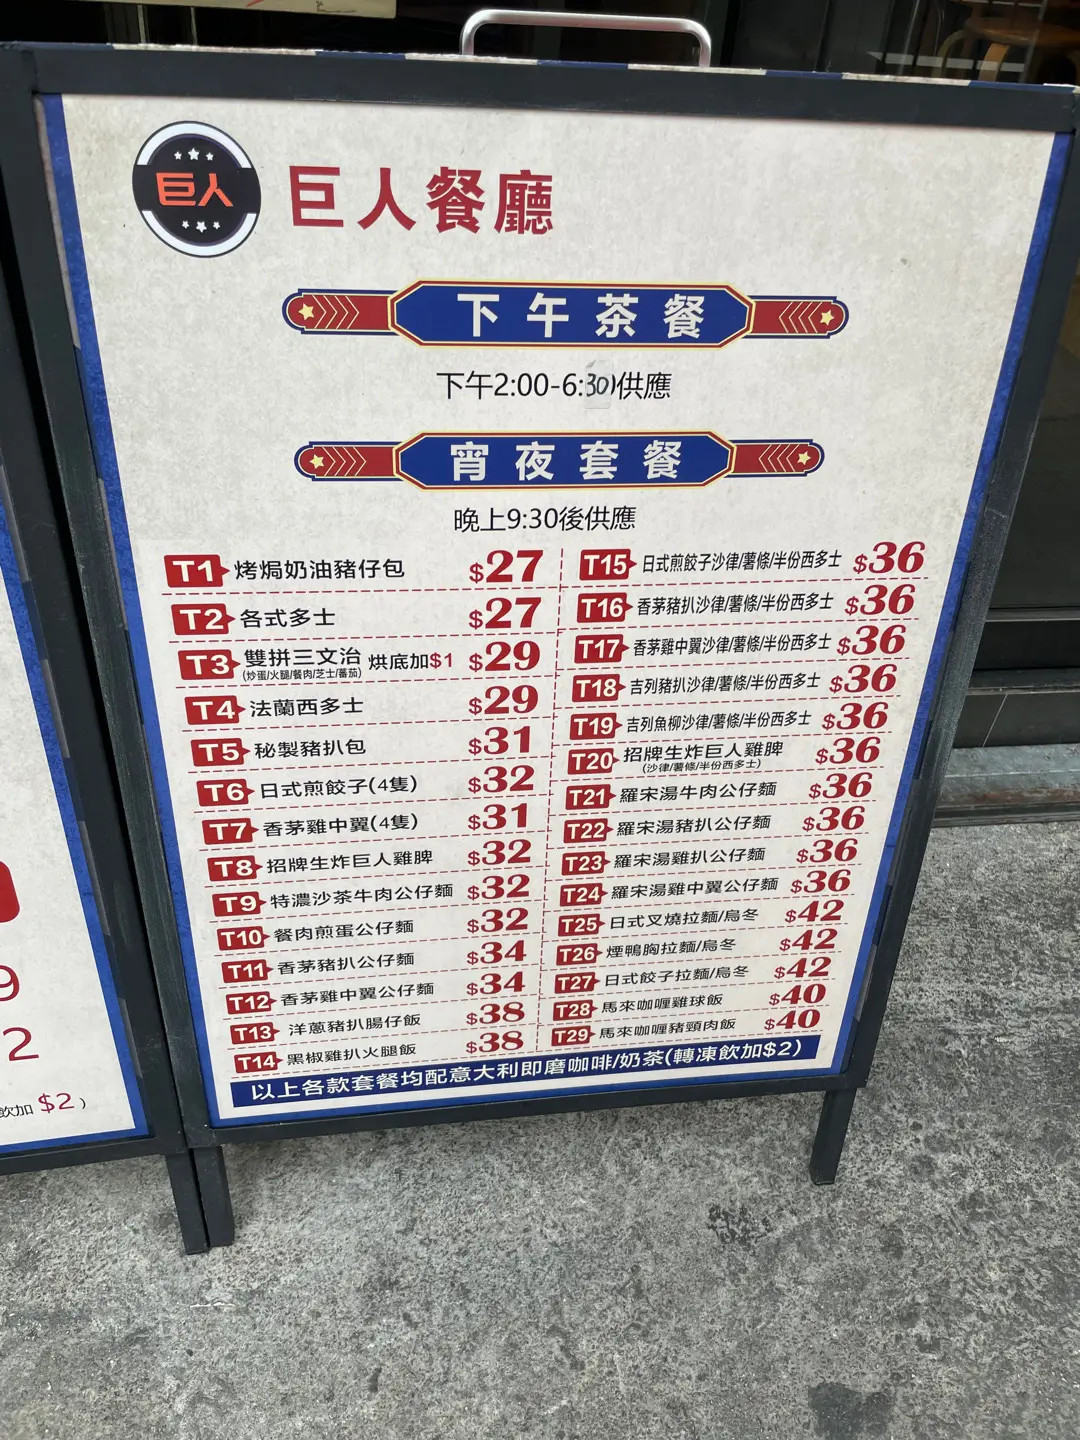 巨人
巨人餐廳
下午茶餐
下午2:00-6:30供應
宵夜套餐
晚上9:30後供應
T1 烤焗奶油豬仔包 $27
T2 各式多士 $27
T3 雙拼三文治 烘底加$1 $29
(炒蛋/火腿/餐肉/芝士/蕃茄)
T4 法蘭西多士 $29
T5 秘製豬扒包 $31
T6 日式煎餃子(4隻) $32
T7 香茅雞中翼(4隻) $31
T8 招牌生炸巨人雞脾 $32
T9 特濃沙茶牛肉公仔麵 $32
T10 餐肉煎蛋公仔麵 $32
T11 香茅豬扒公仔麵 $34
T12 香茅雞中翼公仔麵 $34
T13 洋蔥豬扒腸仔飯 $38
T14 黑椒雞扒火腿飯 $38
T15 日式煎餃子沙律/薯條/半份西多士 $36
T16 香茅豬扒沙律/薯條/半份西多士 $36
T17 香茅雞中翼沙律/薯條/半份西多士 $36
T18 吉列豬扒沙律/薯條/半份西多士 $36
T19 吉列魚柳沙律/薯條/半份西多士 $36
T20 招牌生炸巨人雞脾 $36
(沙律/薯條/半份西多士)
T21 羅宋湯牛肉公仔麵 $36
T22 羅宋湯豬扒公仔麵 $36
T23 羅宋湯雞扒公仔麵 $36
T24 羅宋湯雞中翼公仔麵 $36
T25 日式叉燒拉麵/烏冬 $42
T26 煙鴨胸拉麵/烏冬 $42
T27 日式餃子拉麵/烏冬 $42
T28 馬來咖喱雞球飯 $40
T29 馬來咖喱豬頸肉飯 $40
以上各款套餐均配意大利即磨咖啡/奶茶(轉凍飲加$2)
9
2
飲加 $2)